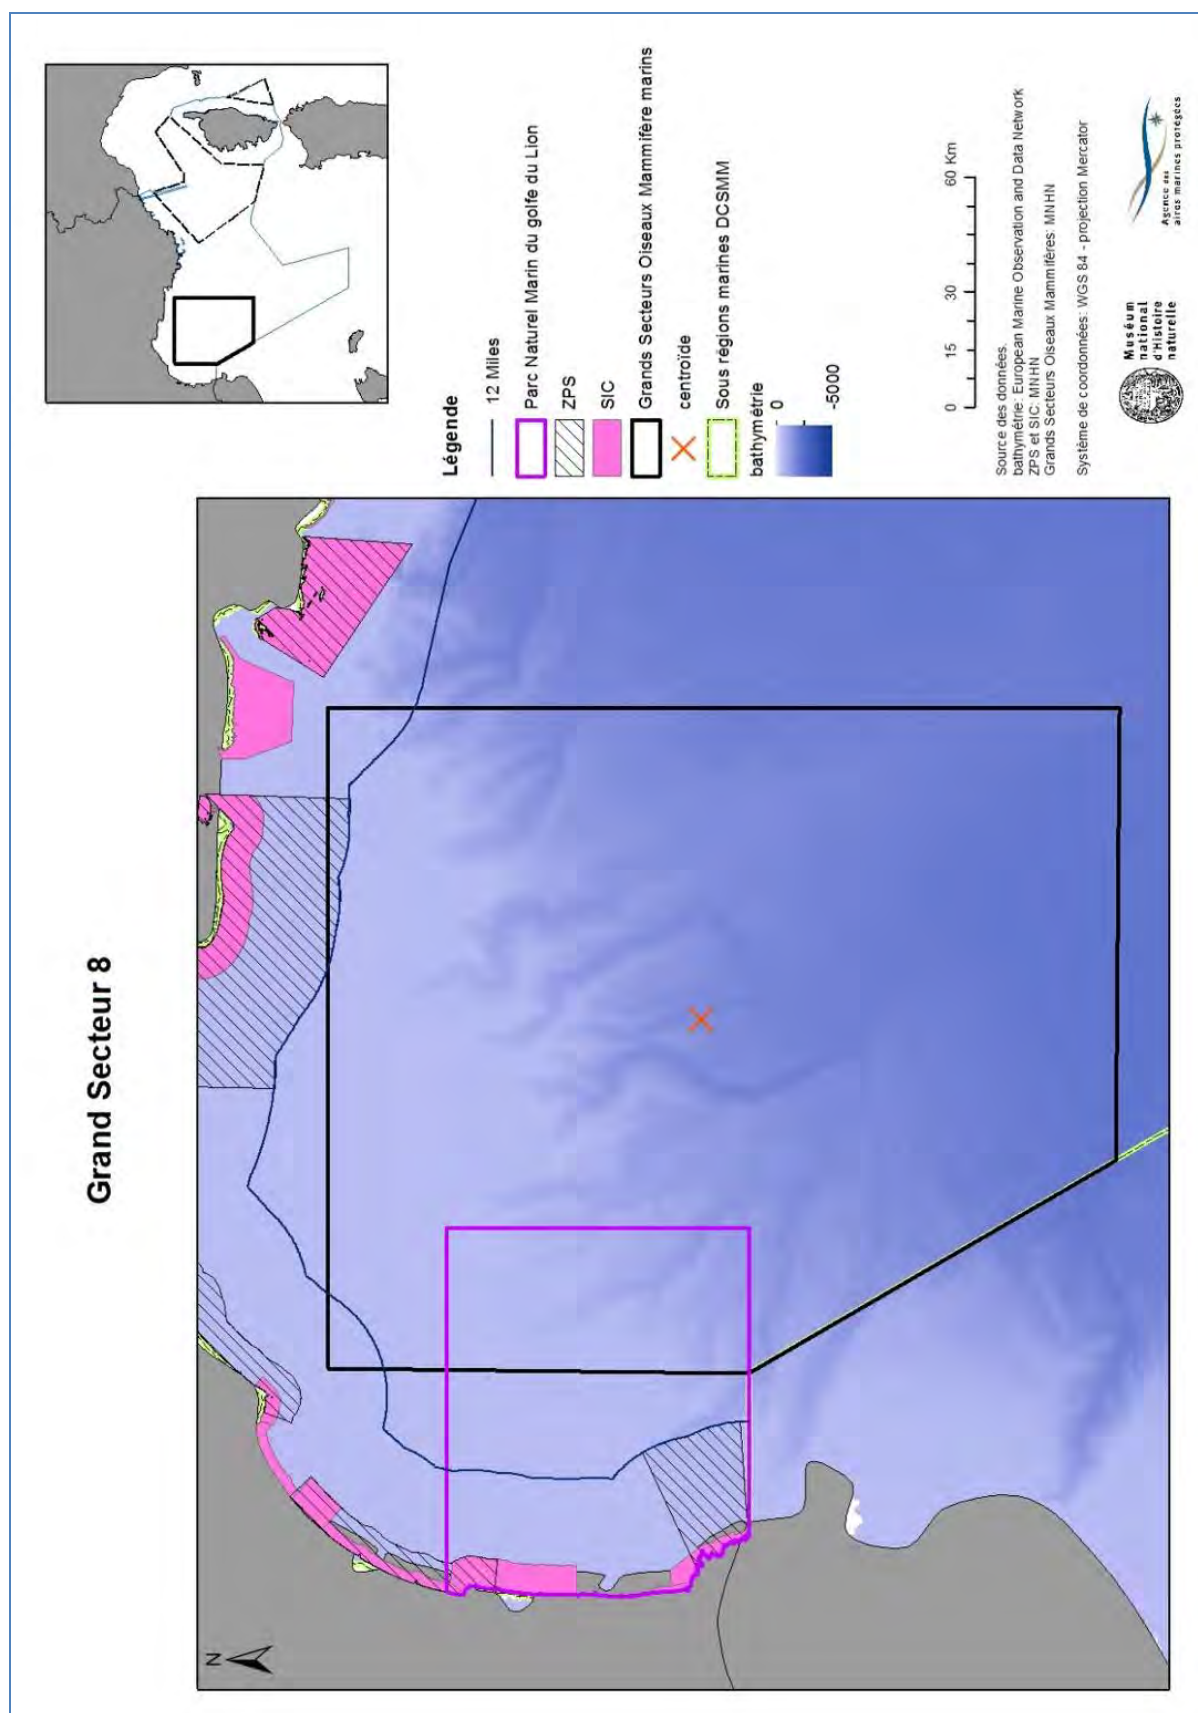 Grand Secteur 8
N
Légende
12 Miles
Parc Naturel Marin du golfe du Lion
ZPS
SIC
Grands Secteurs Oiseaux Mammifère marins
centroïde
Sous régions marines DCSMM
bathymétrie
0
-5000
0 15 30 60 Km
Source des données.
bathymétrie: European Marine Observation and Data Network
ZPS et SIC: MNHN
Grands Secteurs Oiseaux Mammifères: MNHN
Système de coordonnées: WGS 84 - projection Mercator
Muséum
national
d'Histoire
naturelle
Agence des
aires marines protégées